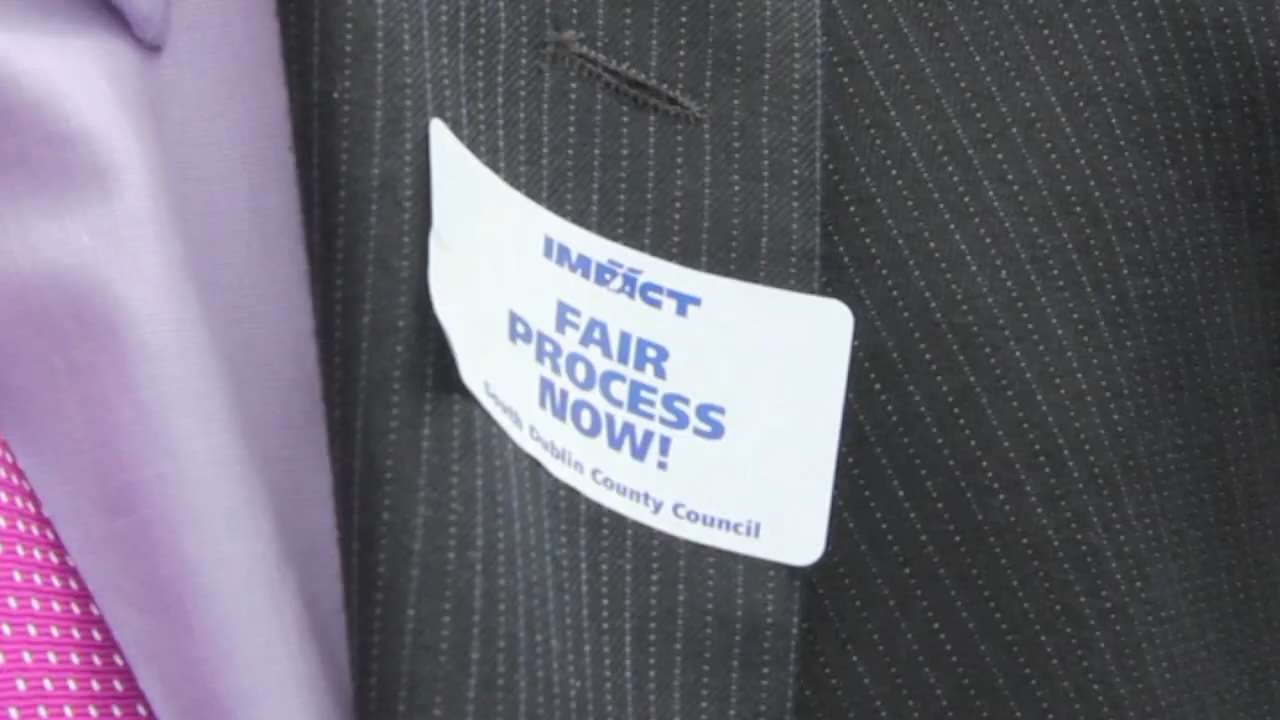 IMPACT
FAIR
PROCESS
NOW!
South Dublin County Council